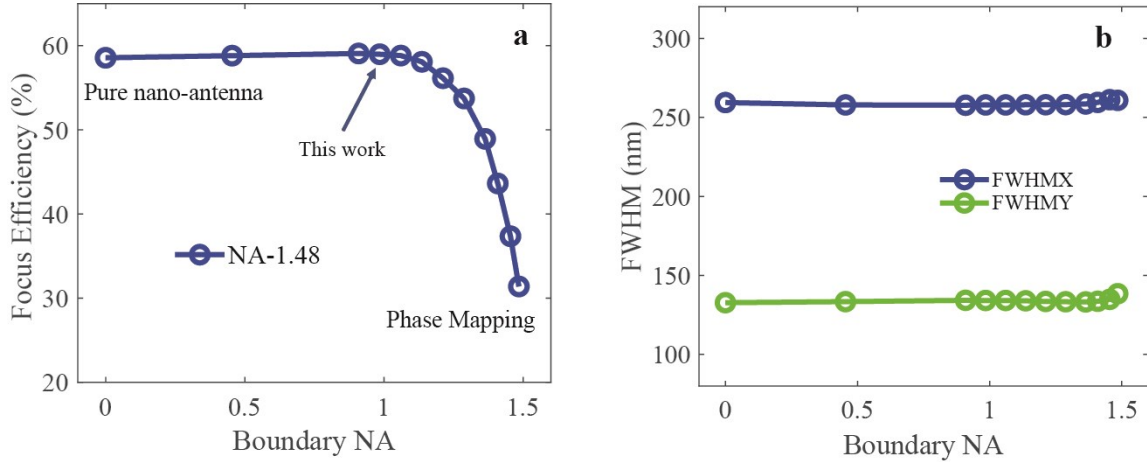 a
60
50
40
30
20
Focus Efficiency (%)
Pure nano-antenna
This work
NA-1.48
Phase Mapping
0
0.5
1
1.5
Boundary NA
b
300
250
200
150
100
FWHM (nm)
FWHMX
FWHMY
0
0.5
1
1.5
Boundary NA